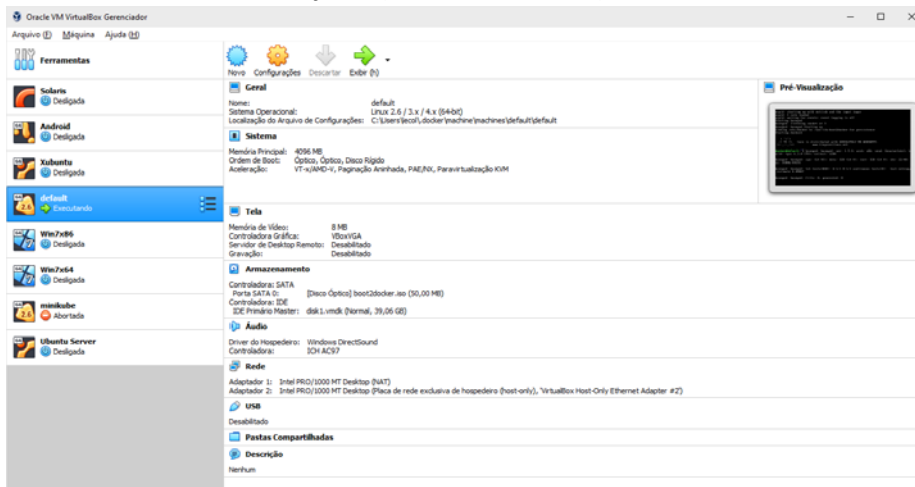 Oracle VM VirtualBox Gerenciador
Arquivo (F) Máquina Ajuda (H)
Ferramentas
Novo Configurações Descartar Exibir (h)
Solaris
Desligada
Android
Desligada
Xubuntu
Desligada
default
Executando
Win7x86
Desligada
Win7x64
Desligada
minikube
Abortada
Ubuntu Server
Desligada
Geral
Nome: default
Sistema Operacional: Linux 2.6 / 3.x / 4.x (64-bit)
Localização do Arquivo de Configurações: C:\Users\lecol\.docker\machine\machines\default\default
Sistema
Memória Principal: 4096 MB
Ordem de Boot: Óptico, Óptico, Disco Rígido
Aceleração: VT-x/AMD-V, Paginação Aninhada, PAE/NX, Paravirtualização KVM
Pré-Visualização
Tela
Memória de Vídeo: 8 MB
Controladora Gráfica: VBoxVGA
Servidor de Desktop Remoto: Desabilitado
Gravação: Desabilitado
Armazenamento
Controladora: SATA
Porta SATA 0: [Disco Óptico] boot2docker.iso (50,00 MB)
Controladora: IDE
IDE Primário Master: disk1.vmdk (Normal, 39,06 GB)
Áudio
Driver do Hospedeiro: Windows DirectSound
Controladora: ICH AC97
Rede
Adaptador 1: Intel PRO/1000 MT Desktop (NAT)
Adaptador 2: Intel PRO/1000 MT Desktop (Placa de rede exclusiva de hospedeiro (host-only), 'VirtualBox Host-Only Ethernet Adapter #2')
USB
Desabilitado
Pastas Compartilhadas
Descrição
Nenhum